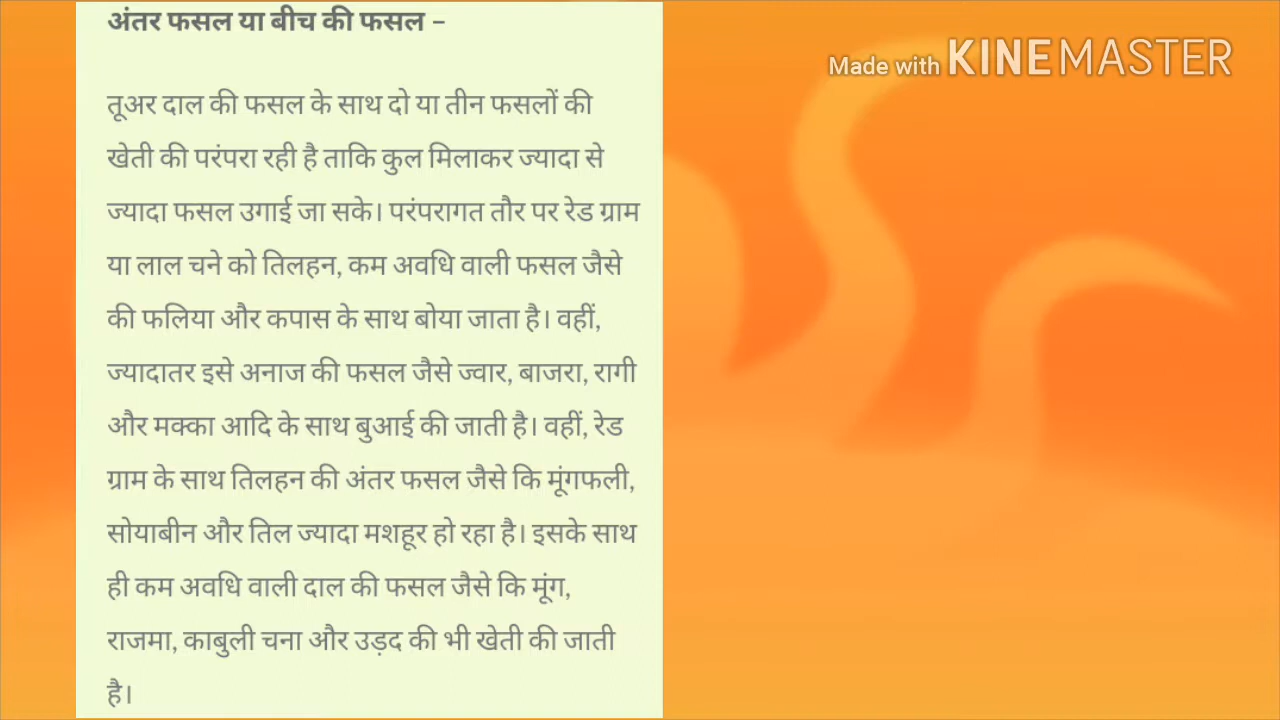 अंतर फसल या बीच की फसल –
तूअर दाल की फसल के साथ दो या तीन फसलों की
खेती की परंपरा रही है ताकि कुल मिलाकर ज्यादा से
ज्यादा फसल उगाई जा सके। परंपरागत तौर पर रेड ग्राम
या लाल चने को तिलहन, कम अवधि वाली फसल जैसे
की फलिया और कपास के साथ बोया जाता है। वहीं,
ज्यादातर इसे अनाज की फसल जैसे ज्वार, बाजरा, रागी
और मक्का आदि के साथ बुआई की जाती है। वहीं, रेड
ग्राम के साथ तिलहन की अंतर फसल जैसे कि मूंगफली,
सोयाबीन और तिल ज्यादा मशहूर हो रहा है। इसके साथ
ही कम अवधि वाली दाल की फसल जैसे कि मूंग,
राजमा, काबुली चना और उड़द की भी खेती की जाती
है।
Made with KINEMASTER